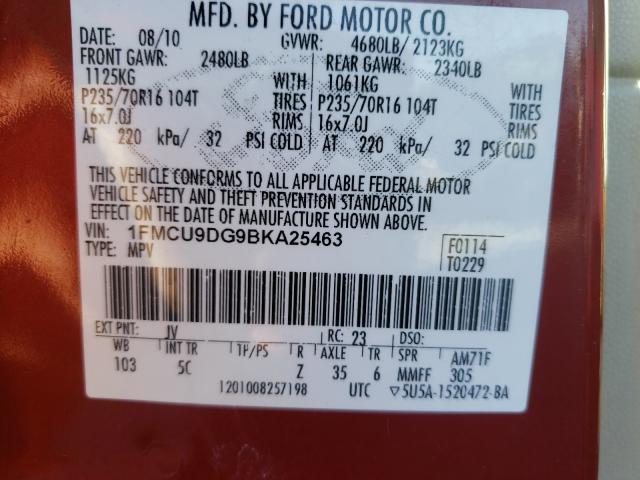 MFD. BY FORD MOTOR CO.
DATE: 08/10 GVWR: 4680LB/ 2123KG
FRONT GAWR: 2480LB REAR GAWR: 2340LB
1125KG WITH 1061KG WITH
P235/70R16 104T TIRES P235/70R16 104T TIRES
16x7.0J RIMS 16x7.0J RIMS
AT 220 kPa/ 32 PSI COLD AT 220 kPa/ 32 PSI COLD
THIS VEHICLE CONFORMS TO ALL APPLICABLE FEDERAL MOTOR
VEHICLE SAFETY AND THEFT PREVENTION STANDARDS IN
EFFECT ON THE DATE OF MANUFACTURE SHOWN ABOVE.
VIN: 1FMCU9DG9BKA25463
TYPE: MPV
F0114
T0229
EXT PNT: JV RC: 23 DSO:
WB INT TR TP/PS R AXLE TR SPR AM71F
103 5C Z 35 6 MMFF 305
1201008257198 UTC ▽5U5A-1520472-BA